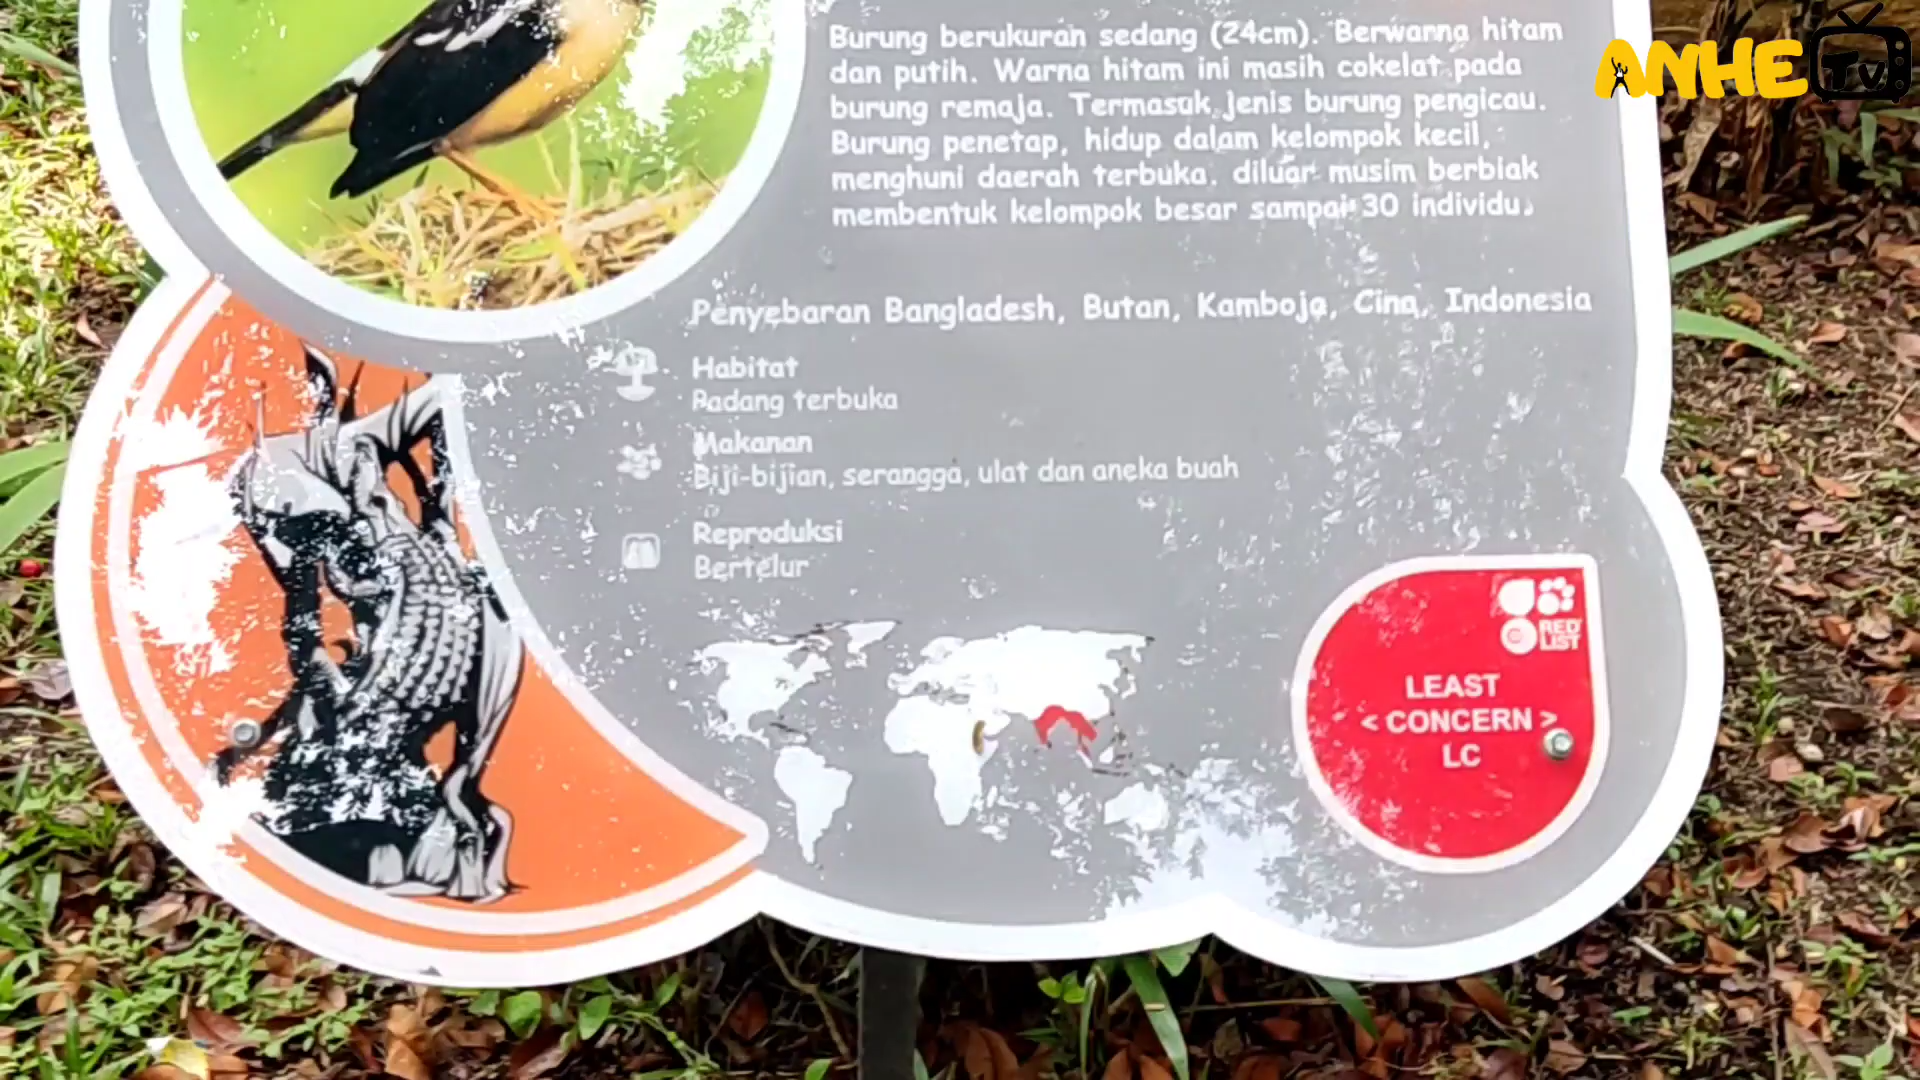 Burung berukuran sedang (24cm). Berwarna hitam
dan putih. Warna hitam ini masih cokelat pada
burung remaja. Termasuk Jenis burung pengicau.
Burung penetap, hidup dalam kelompok kecil,
menghuni daerah terbuka. diluar musim berbiak
membentuk kelompok besar sampai 30 individu.
Penyebaran Bangladesh, Butan, Kamboja, Cina, Indonesia
Habitat
Padang terbuka
Makanan
Biji-bijian, serangga, ulat dan aneka buah
Reproduksi
Bertelur
RED
LIST
LEAST
< CONCERN >
LC
ANHE TV